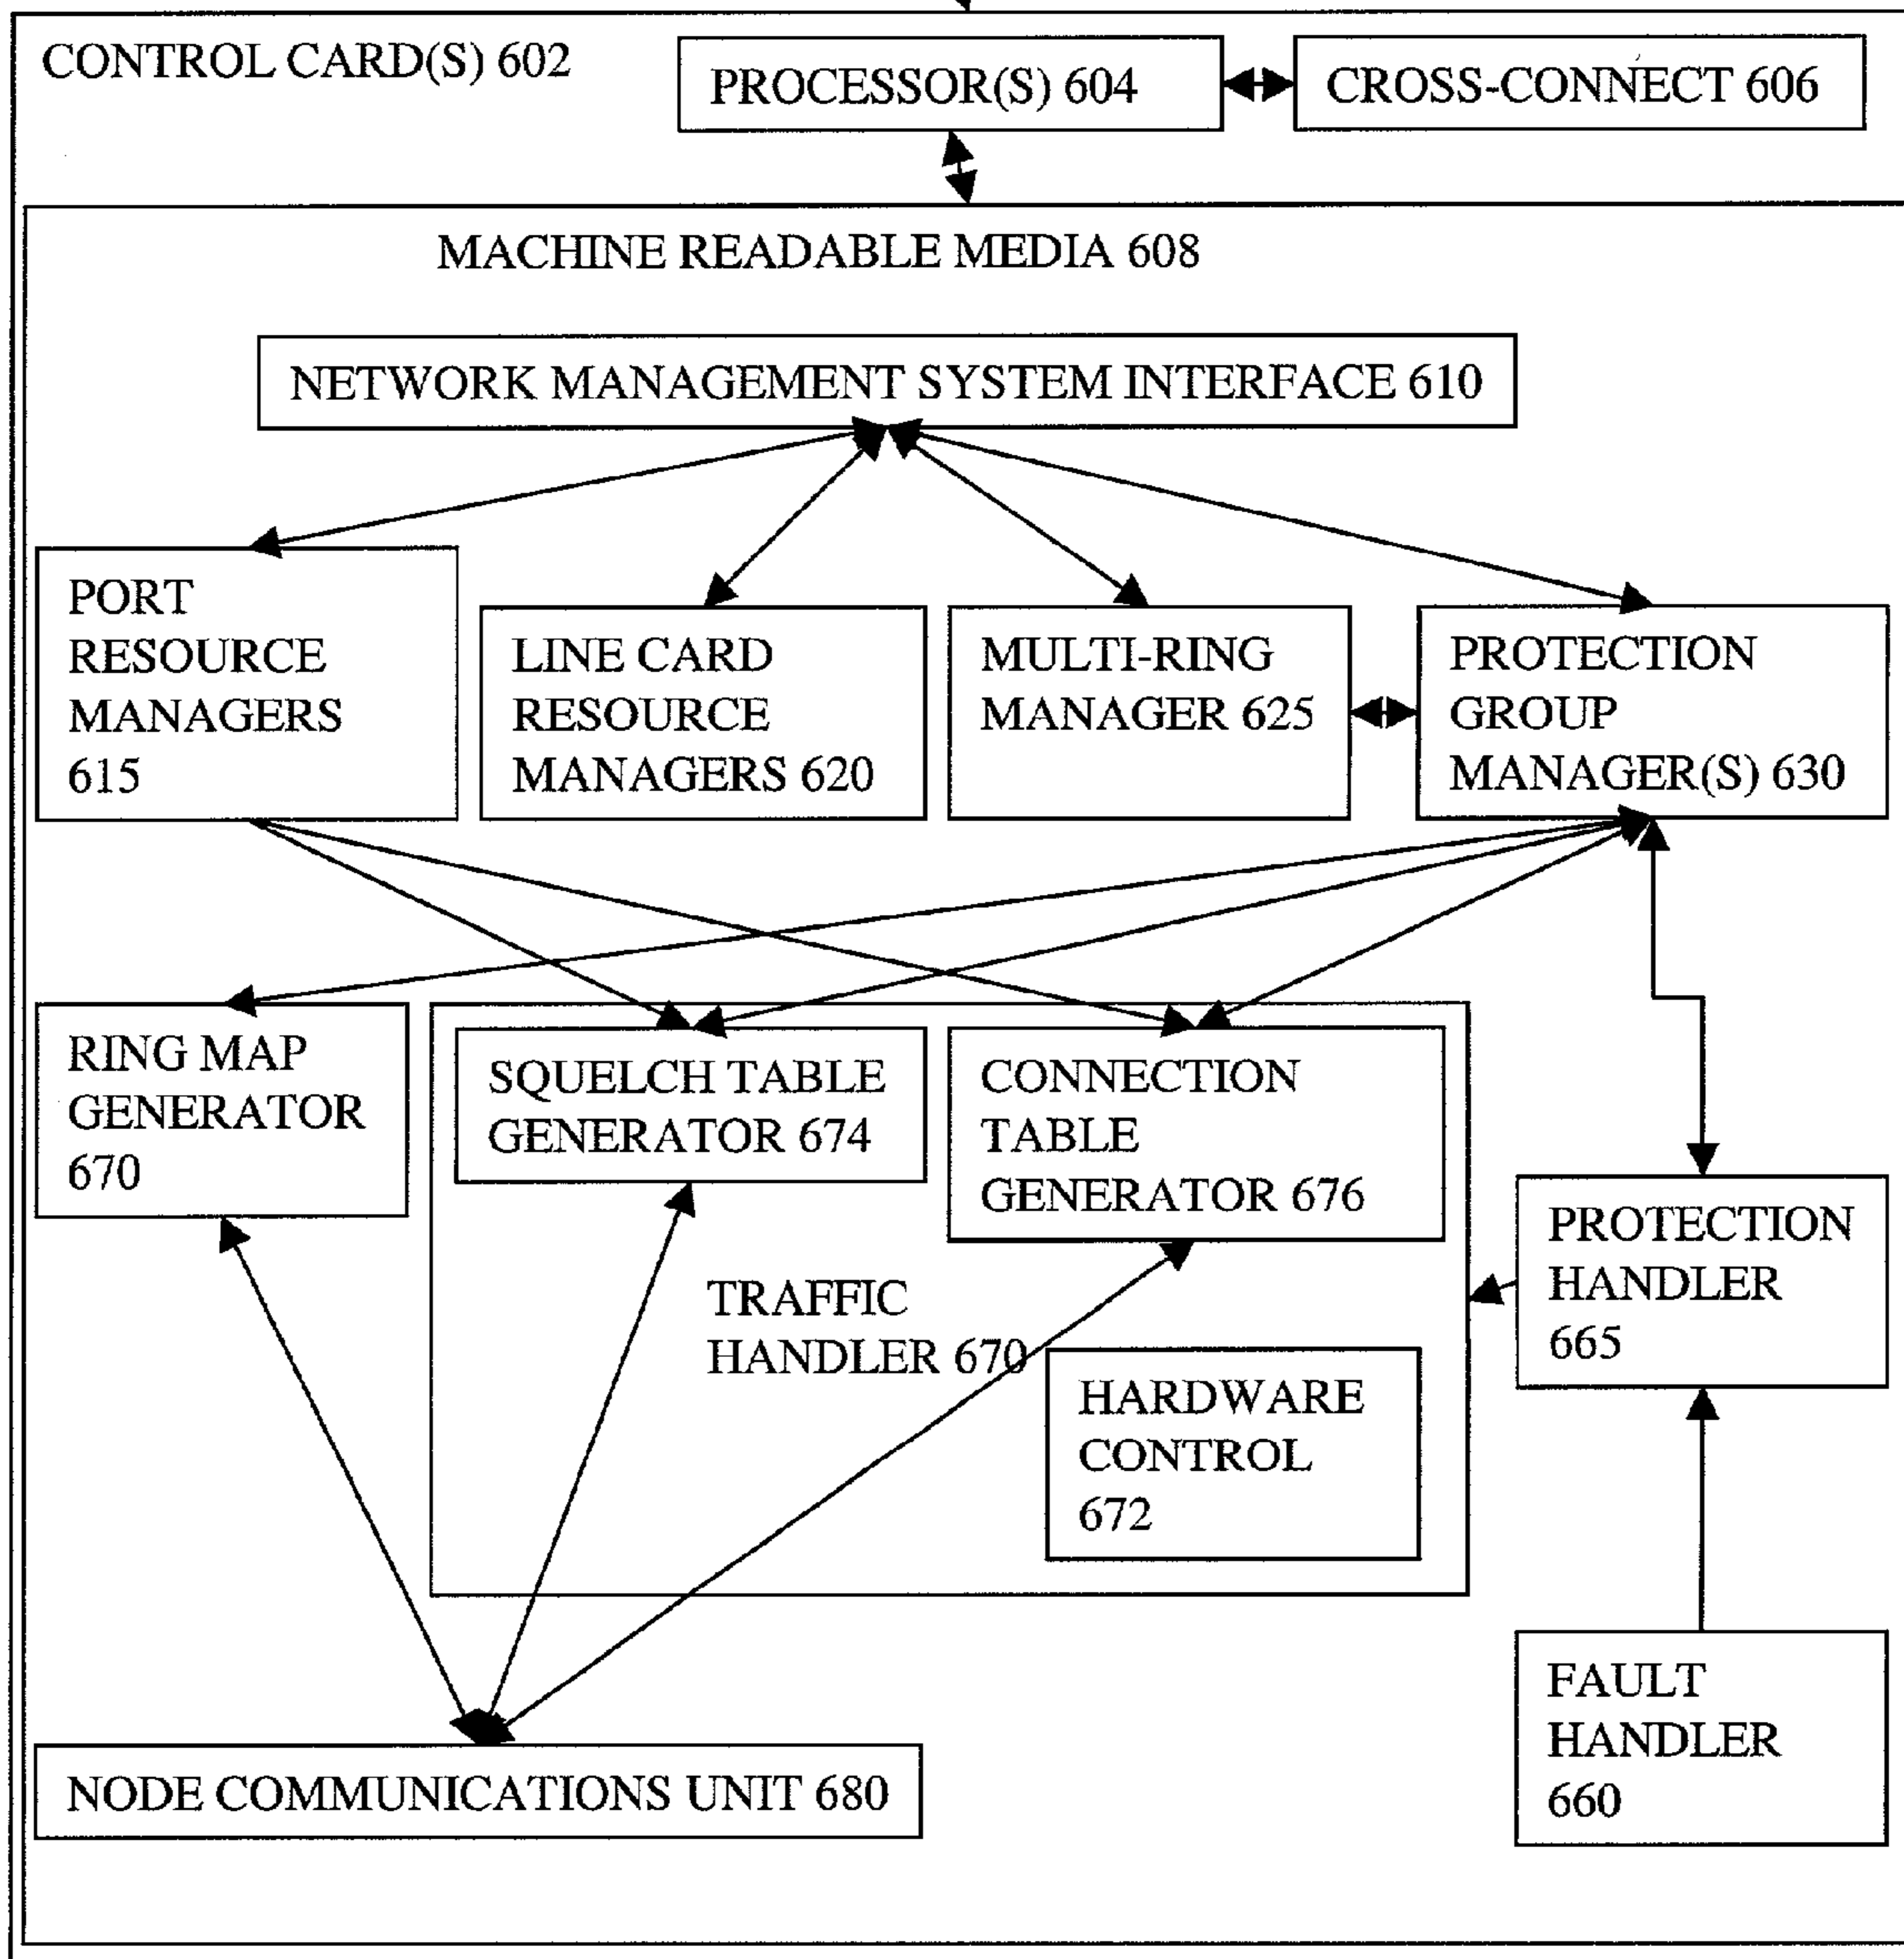 CONTROL CARD(S) 602
PROCESSOR(S) 604
CROSS-CONNECT 606
MACHINE READABLE MEDIA 608
NETWORK MANAGEMENT SYSTEM INTERFACE 610
PORT
RESOURCE
MANAGERS
615
LINE CARD
RESOURCE
MANAGERS 620
MULTI-RING
MANAGER 625
PROTECTION
GROUP
MANAGER(S) 630
RING MAP
GENERATOR
670
SQUELCH TABLE
GENERATOR 674
CONNECTION
TABLE
GENERATOR 676
PROTECTION
HANDLER
665
TRAFFIC
HANDLER 670
HARDWARE
CONTROL
672
FAULT
HANDLER
660
NODE COMMUNICATIONS UNIT 680